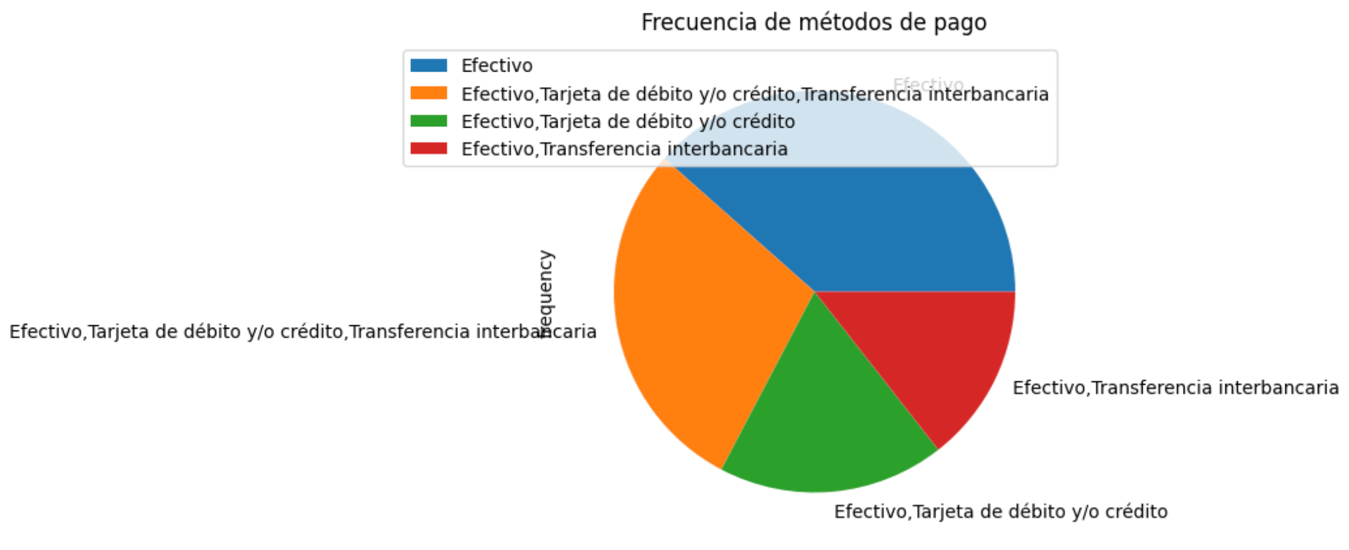 Frecuencia de métodos de pago
Efectivo
Efectivo,Tarjeta de débito y/o crédito,Transferencia interbancaria
Efectivo,Tarjeta de débito y/o crédito
Efectivo,Transferencia interbancaria
Efectivo
frequency
Efectivo,Tarjeta de débito y/o crédito,Transferencia interbancaria
Efectivo,Transferencia interbancaria
Efectivo,Tarjeta de débito y/o crédito